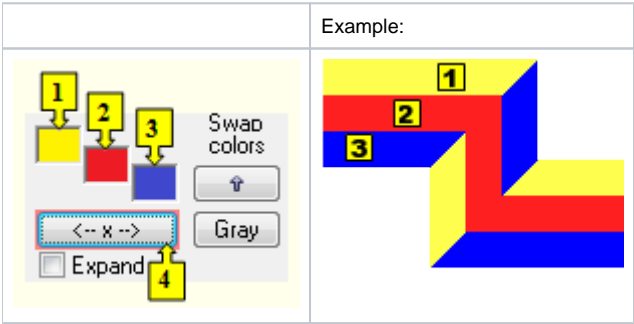 Example:
1
2
3
Swap
colors
<-- x -->
Gray
Expand
4
1
2
3